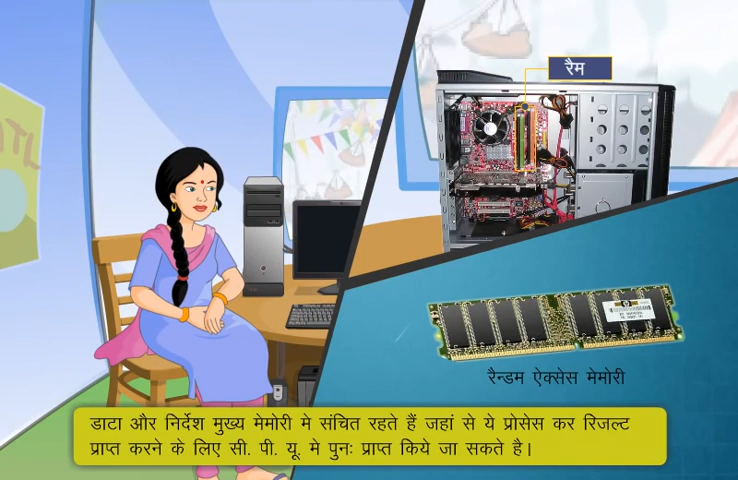 रैम
रैन्डम ऐक्सेस मेमोरी
डाटा और निर्देश मुख्य मेमोरी मे संचित रहते हैं जहां से ये प्रोसेस कर रिजल्ट
प्राप्त करने के लिए सी. पी. यू. मे पुनः प्राप्त किये जा सकते है।